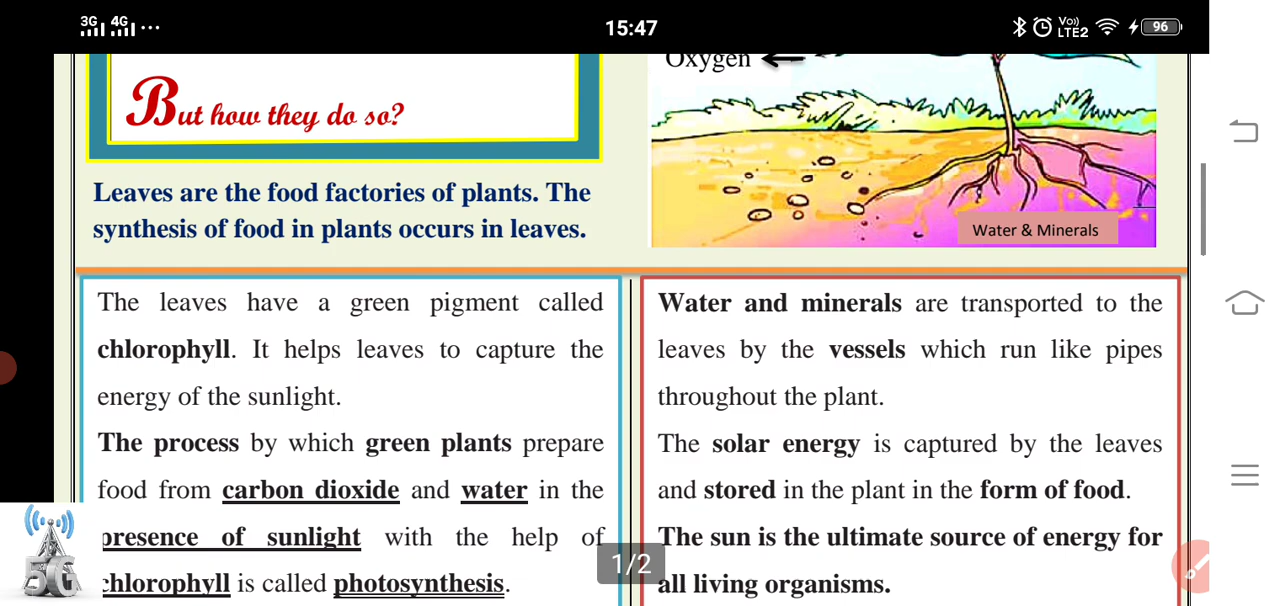 3G 4G
15:47
Vo))
LTE2
96
But how they do so?
Oxygen
Water & Minerals
Leaves are the food factories of plants. The
synthesis of food in plants occurs in leaves.
The leaves have a green pigment called
chlorophyll. It helps leaves to capture the
energy of the sunlight.
The process by which green plants prepare
food from carbon dioxide and water in the
presence of sunlight with the help of
chlorophyll is called photosynthesis.
Water and minerals are transported to the
leaves by the vessels which run like pipes
throughout the plant.
The solar energy is captured by the leaves
and stored in the plant in the form of food.
The sun is the ultimate source of energy for
all living organisms.
5G
1/2